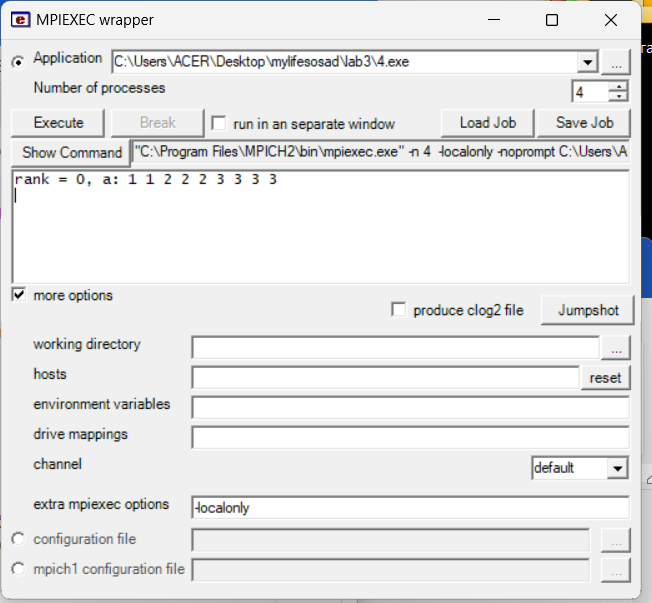 MPIEXEC wrapper
Application C:\Users\ACER\Desktop\mylifesosad\lab3\4.exe ...
Number of processes 4
Execute Break run in an separate window Load Job Save Job
Show Command "C:\Program Files\MPICH2\bin\mpiexec.exe" -n 4 -localonly -noprompt C:\Users\A
rank = 0, a: 1 1 2 2 2 3 3 3 3
more options
produce clog2 file Jumpshot
working directory ...
hosts reset
environment variables
drive mappings
channel default
extra mpiexec options -localonly
configuration file ...
mpich1 configuration file ...